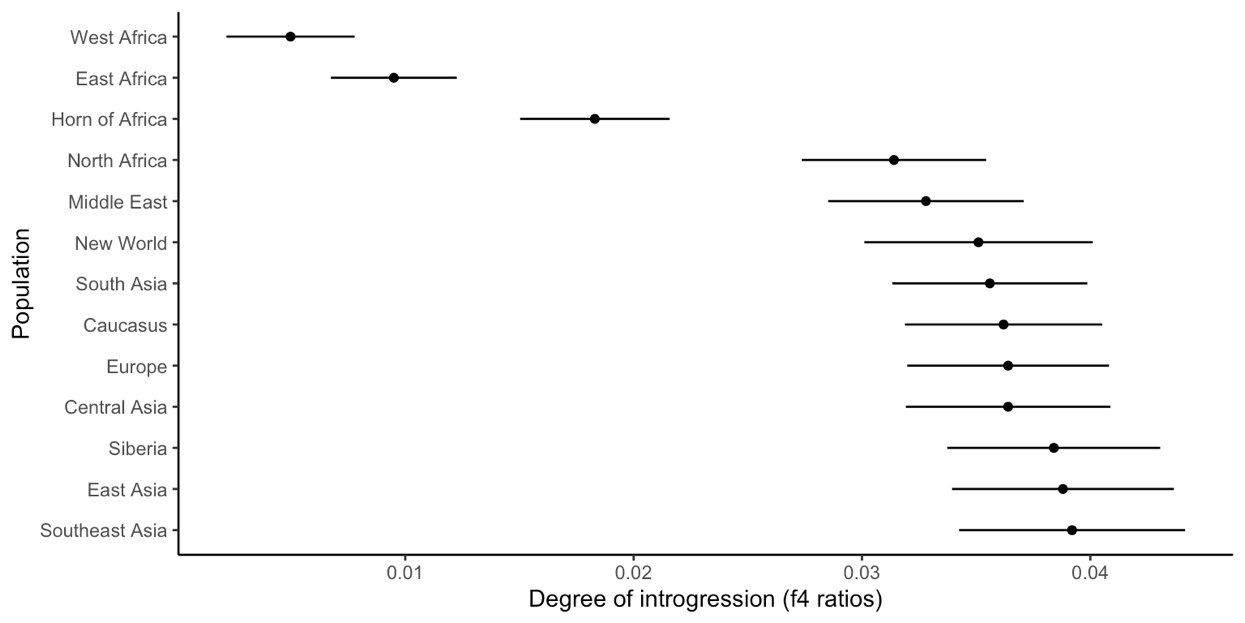 West Africa
East Africa
Horn of Africa
North Africa
Middle East
New World
South Asia
Caucasus
Europe
Central Asia
Siberia
East Asia
Southeast Asia
Population
0.01 0.02 0.03 0.04
Degree of introgression (f4 ratios)